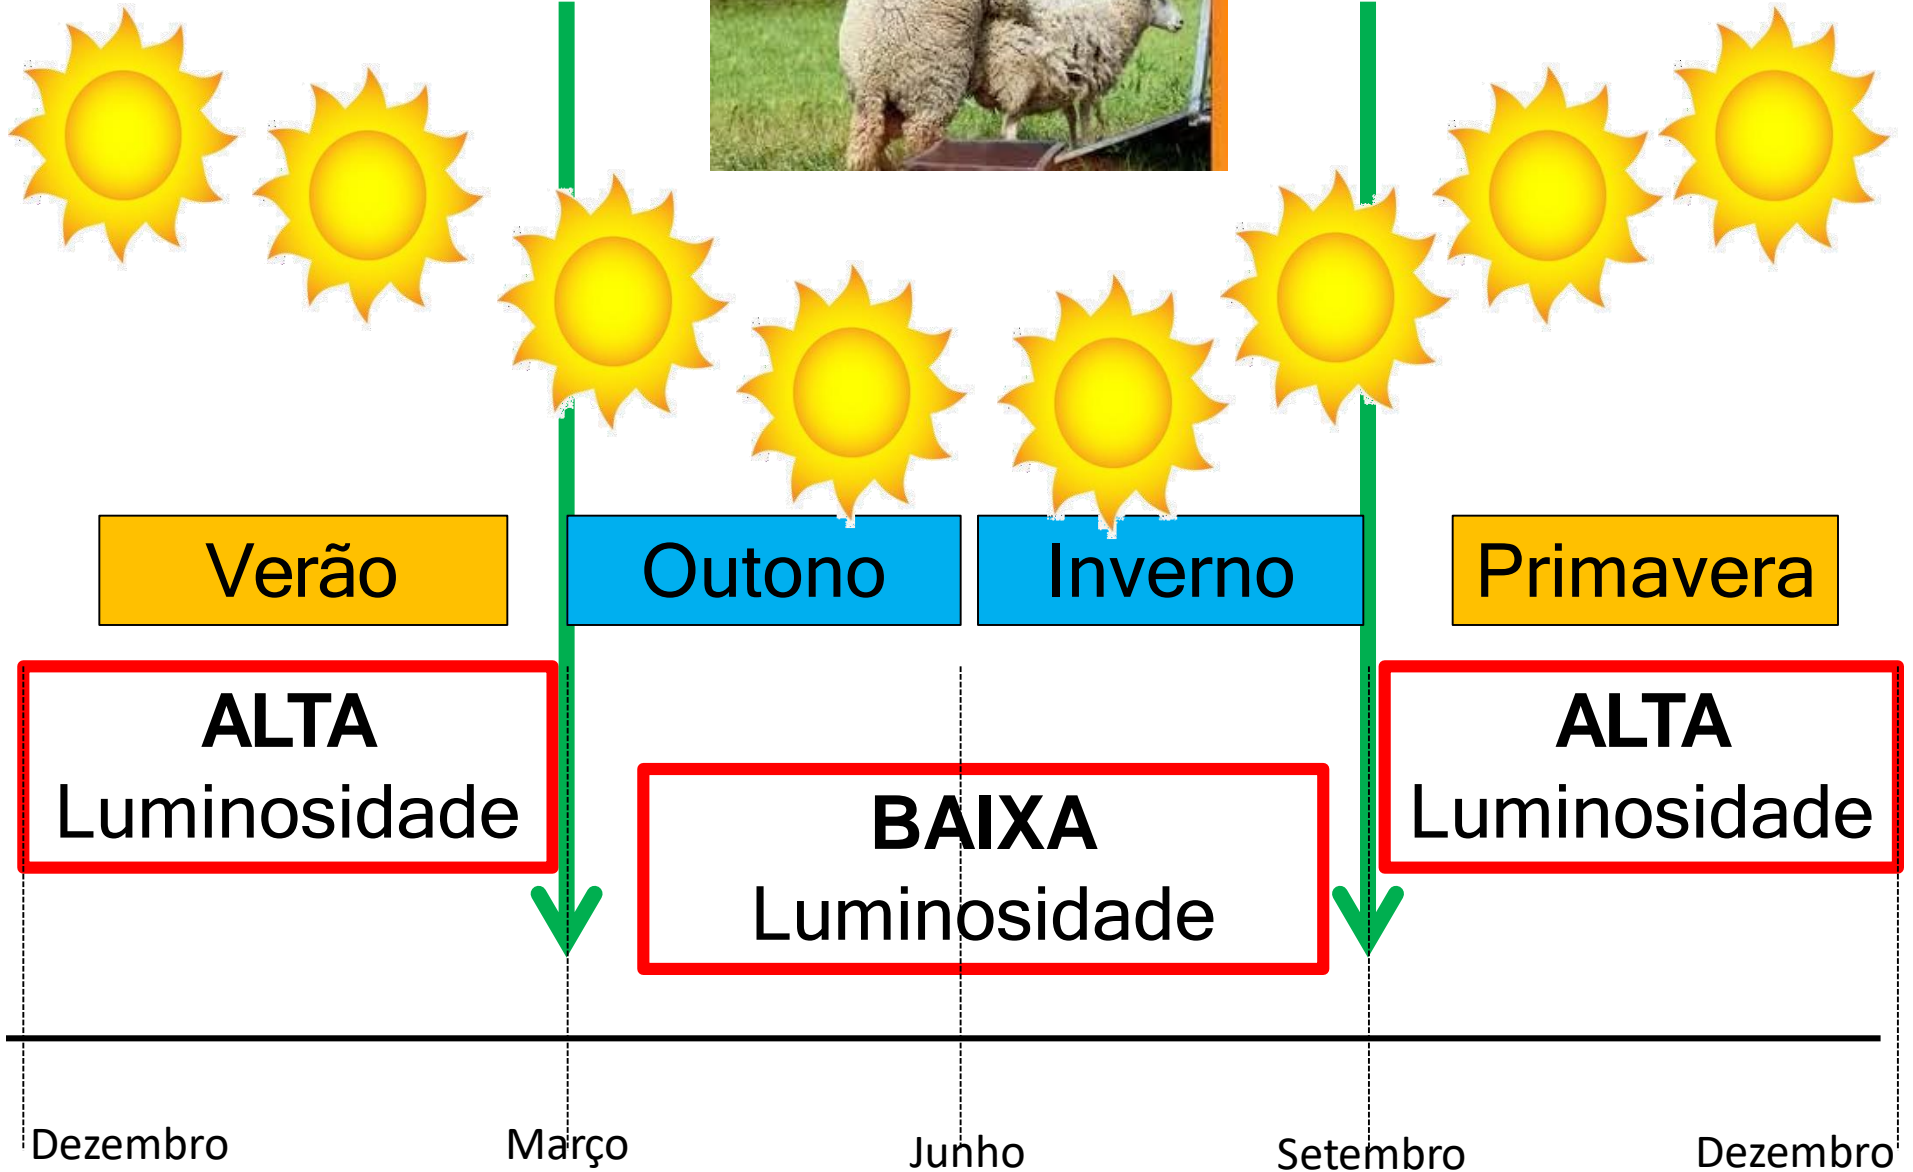 Verão
Outono
Inverno
Primavera
ALTA
Luminosidade
BAIXA
Luminosidade
ALTA
Luminosidade
Dezembro
Março
Junho
Setembro
Dezembro